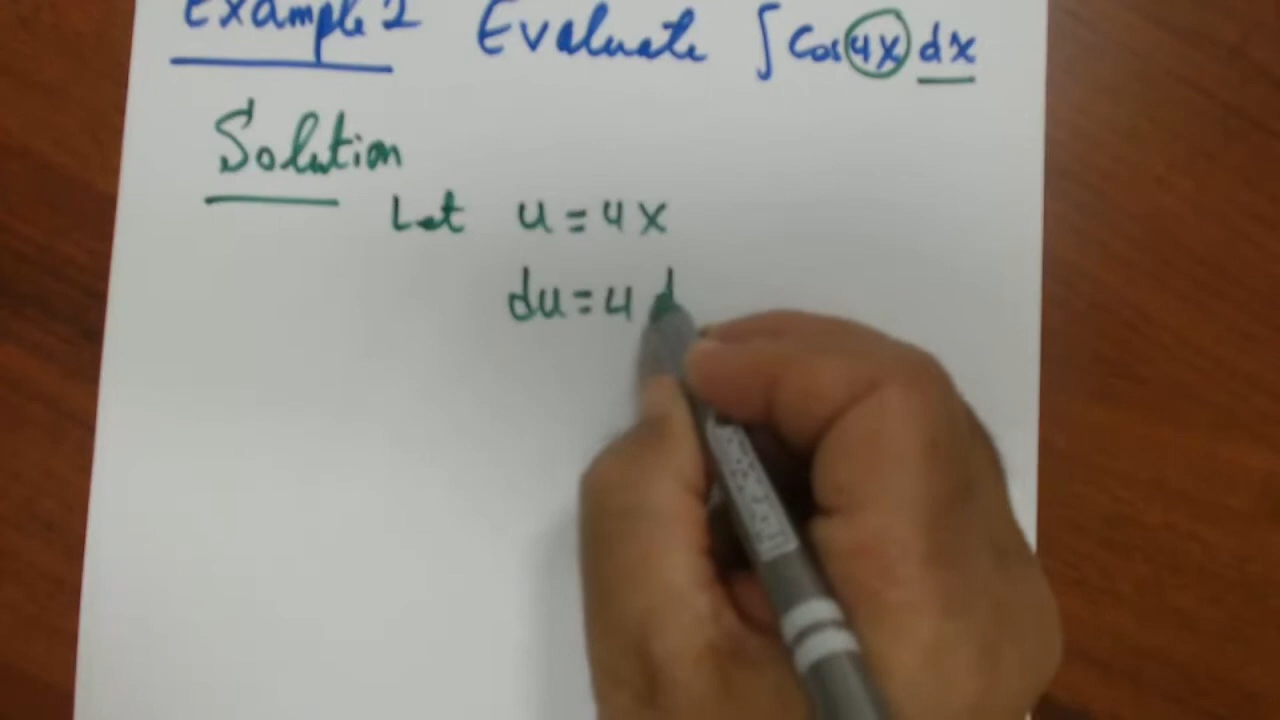 Example 2 Evaluate ∫ Cos 4x dx
Solution
Let u = 4x
du = 4 d